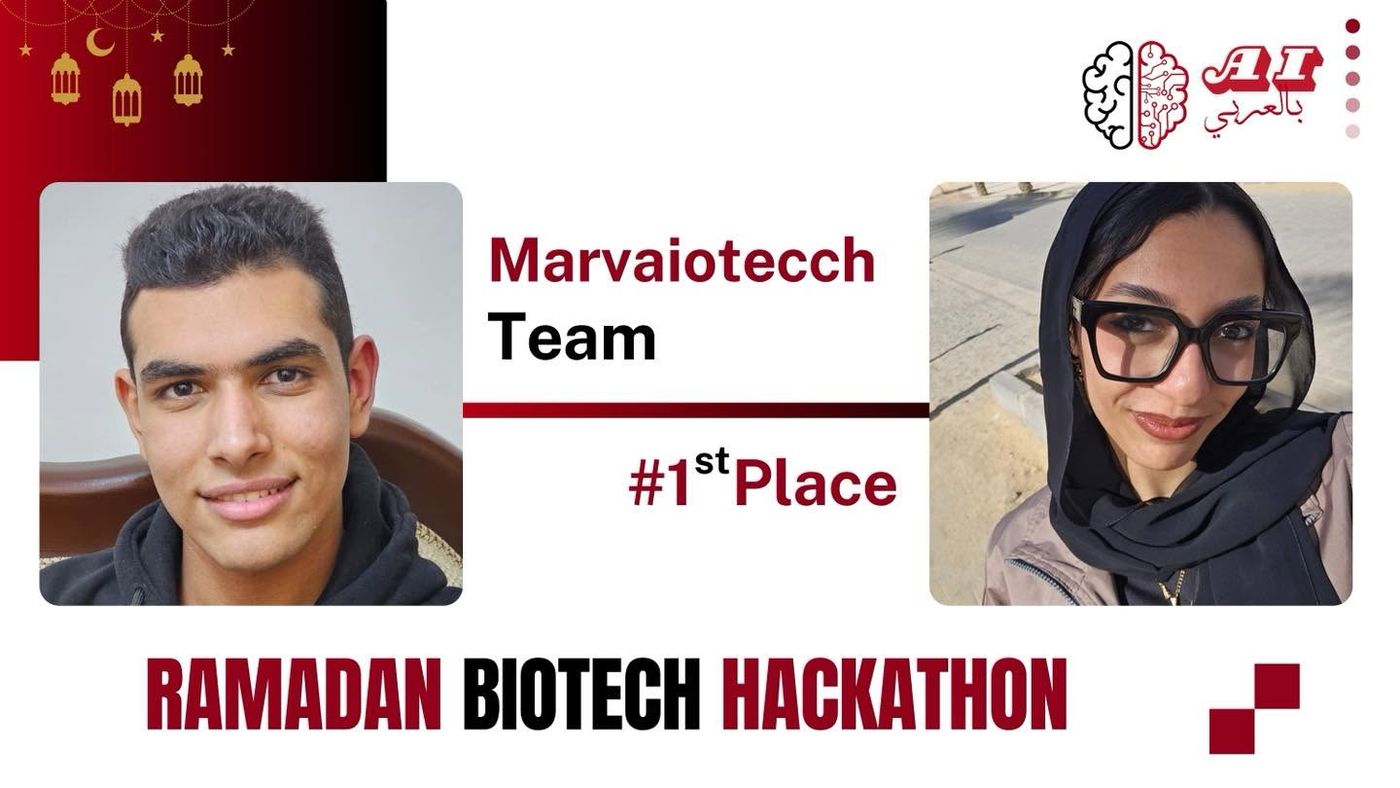 AI
بالعربي
Marvaiotecch
Team
#1st Place
RAMADAN BIOTECH HACKATHON